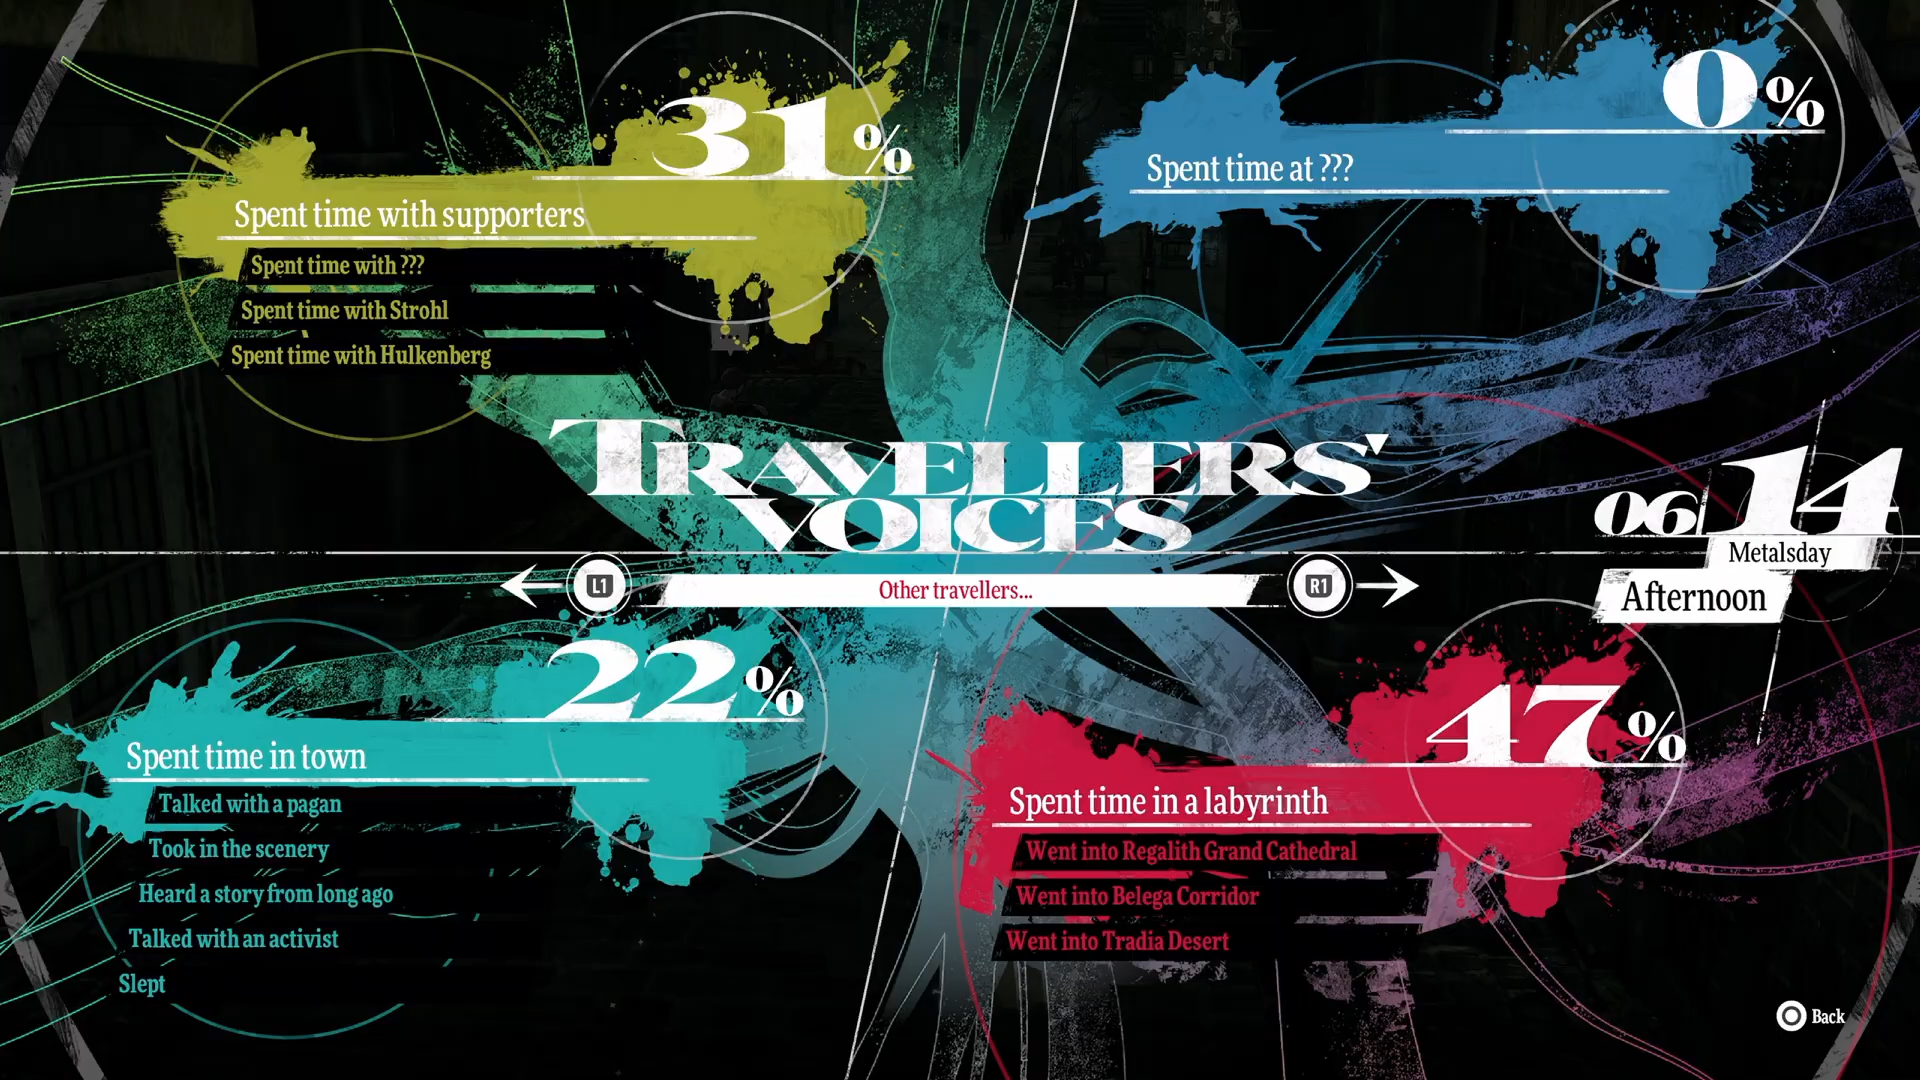 31%
Spent time with supporters
Spent time with ???
Spent time with Strohl
Spent time with Hulkenberg
0%
Spent time at ???
TRAVELLERS'
VOICES
L1
Other travellers...
R1
06/14
Metalsday
Afternoon
22%
Spent time in town
Talked with a pagan
Took in the scenery
Heard a story from long ago
Talked with an activist
Slept
47%
Spent time in a labyrinth
Went into Regalith Grand Cathedral
Went into Belega Corridor
Went into Tradia Desert
Back